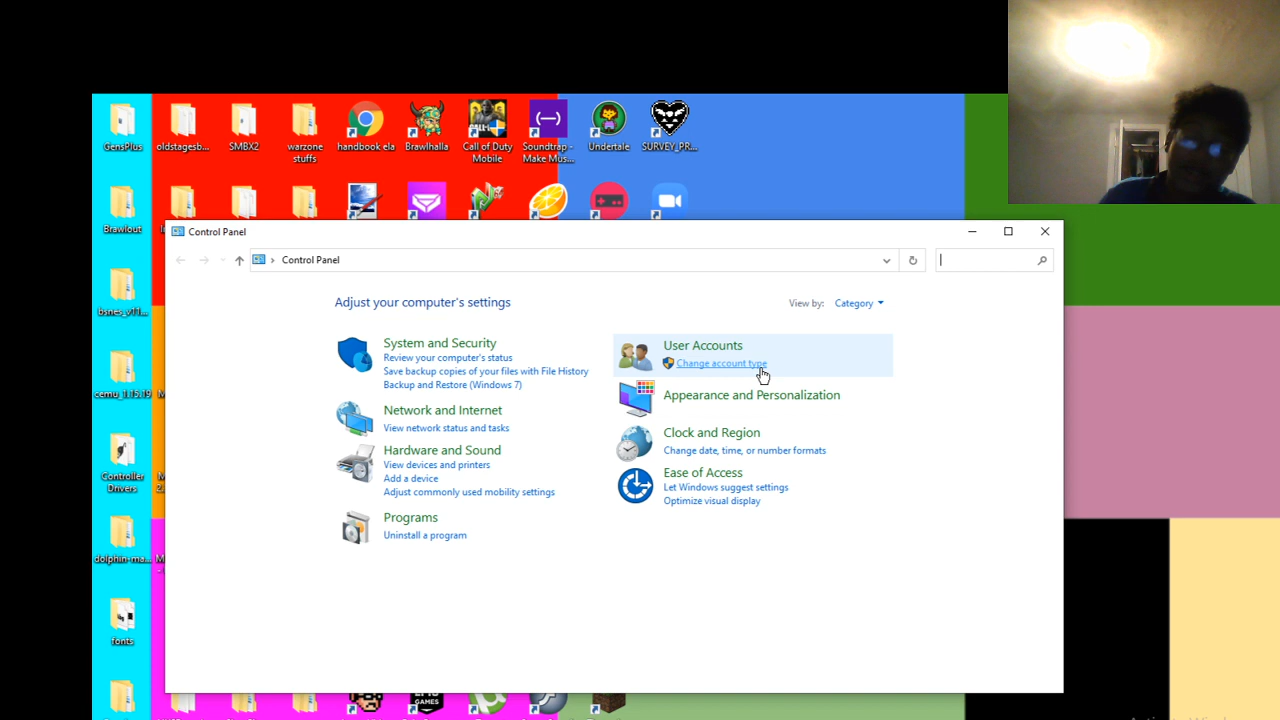 GensPlus
oldstagesb...
SMBX2
warzone
stuffs
handbook ela
Brawlhalla
Call of Duty
Mobile
Soundtrap -
Make Mus...
Undertale
SURVEY_PR...
Brawlout
bsnes_v11...
cemu_1.15.19
Controller
Drivers
dolphin-ma...
fonts
Control Panel
Control Panel
Adjust your computer's settings
View by: Category
System and Security
Review your computer's status
Save backup copies of your files with File History
Backup and Restore (Windows 7)
Network and Internet
View network status and tasks
Hardware and Sound
View devices and printers
Add a device
Adjust commonly used mobility settings
Programs
Uninstall a program
User Accounts
Change account type
Appearance and Personalization
Clock and Region
Change date, time, or number formats
Ease of Access
Let Windows suggest settings
Optimize visual display
GAMES